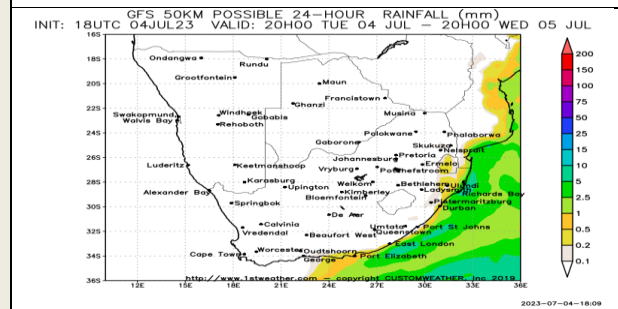 GFS 50KM POSSIBLE 24-HOUR RAINFALL (mm)
INIT: 18UTC 04JUL23 VALID: 20H00 TUE 04 JUL - 20H00 WED 05 JUL
16S
18S
20S
22S
24S
26S
28S
30S
32S
34S
36S
Ondangwa
Rundu
Grootfontein
Maun
Francistown
Ghanzi
Musina
Swakopmund
Windhoek
Gobabis
Walvis Bay
Rehoboth
Polokwane
Phalaborwa
Gaborone
Skukuza
Nelspruit
Pretoria
Johannesburg
Ermelo
Luderitz
Keetmanshoop
Vryburg
Potchefstroom
Karasburg
Welkom
Bethlehem
Ulundi
Alexander Bay
Upington
Kimberley
Ladysmith
Richards Bay
Bloemfontein
Springbok
Pietermaritzburg
Durban
De Aar
Calvinia
Umtata
Port St Johns
Vredendal
Beaufort West
Queenstown
East London
Cape Town
Worcester
Oudtshoorn
George
Port Elizabeth
http://www.1stweather.com - copyright CUSTOMWEATHER, Inc 2019
12E 15E 18E 21E 24E 27E 30E 33E 36E
200
150
100
75
50
25
15
10
5
2.5
1
0.5
0.2
0.1
2023-07-04-18:09